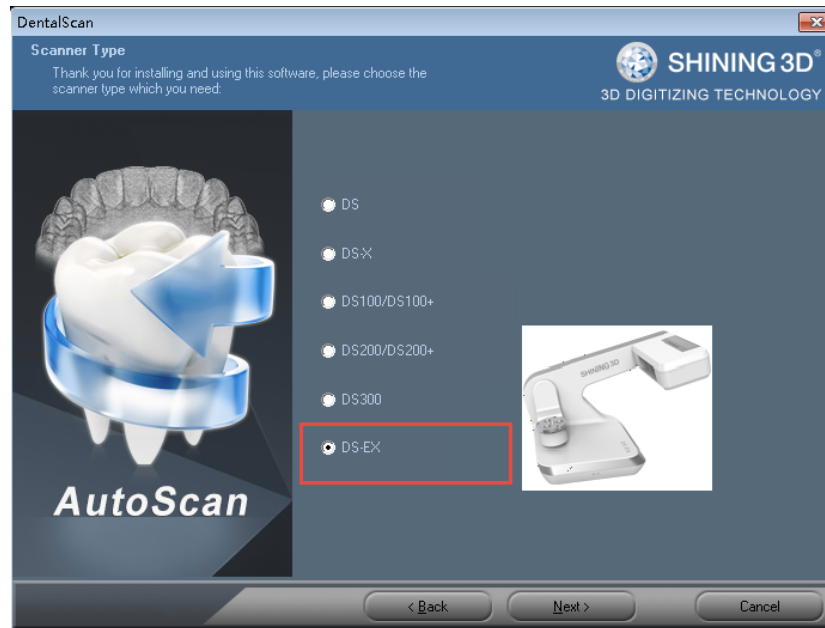 DentalScan
Scanner Type
Thank you for installing and using this software, please choose the
scanner type which you need:
SHINING 3D®
3D DIGITIZING TECHNOLOGY
DS
DS-X
DS100/DS100+
DS200/DS200+
DS300
DS-EX
SHINING 3D
AutoScan
< Back
Next >
Cancel